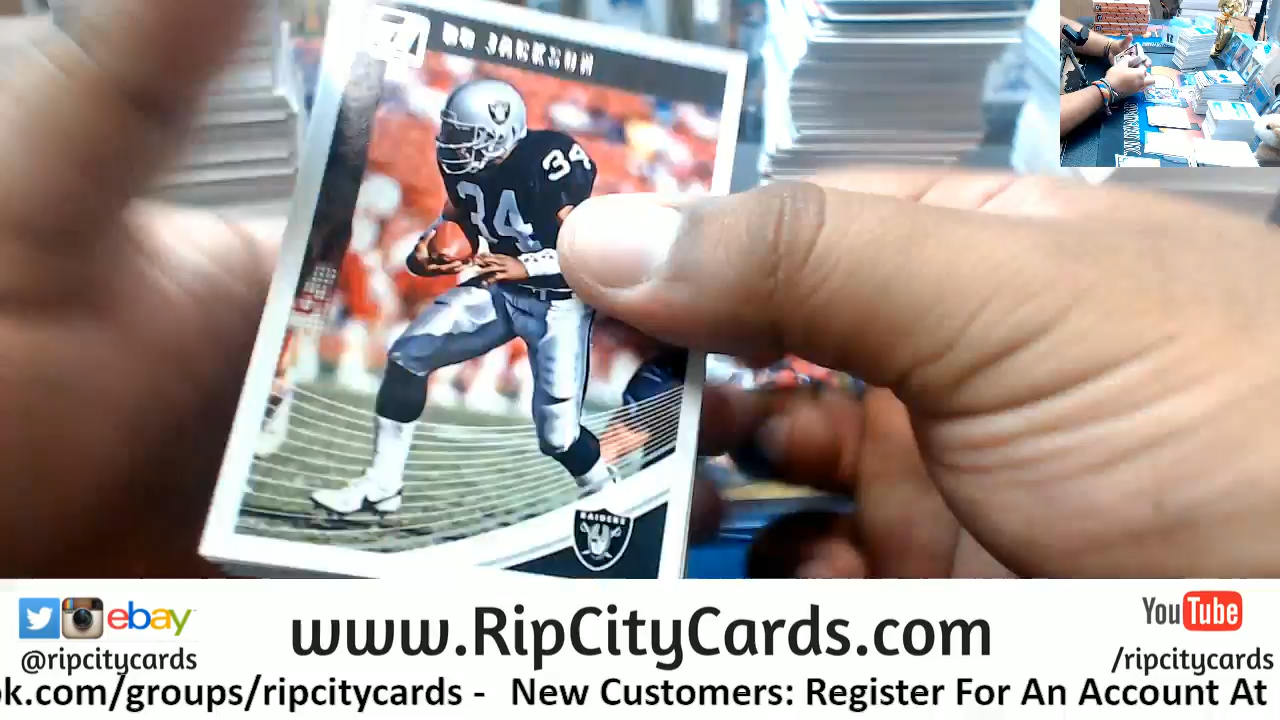 BO JACKSON
34
34
RAIDERS
ebay
www.RipCityCards.com
YouTube
@ripcitycards
/ripcitycards
ok.com/groups/ripcitycards - New Customers: Register For An Account At